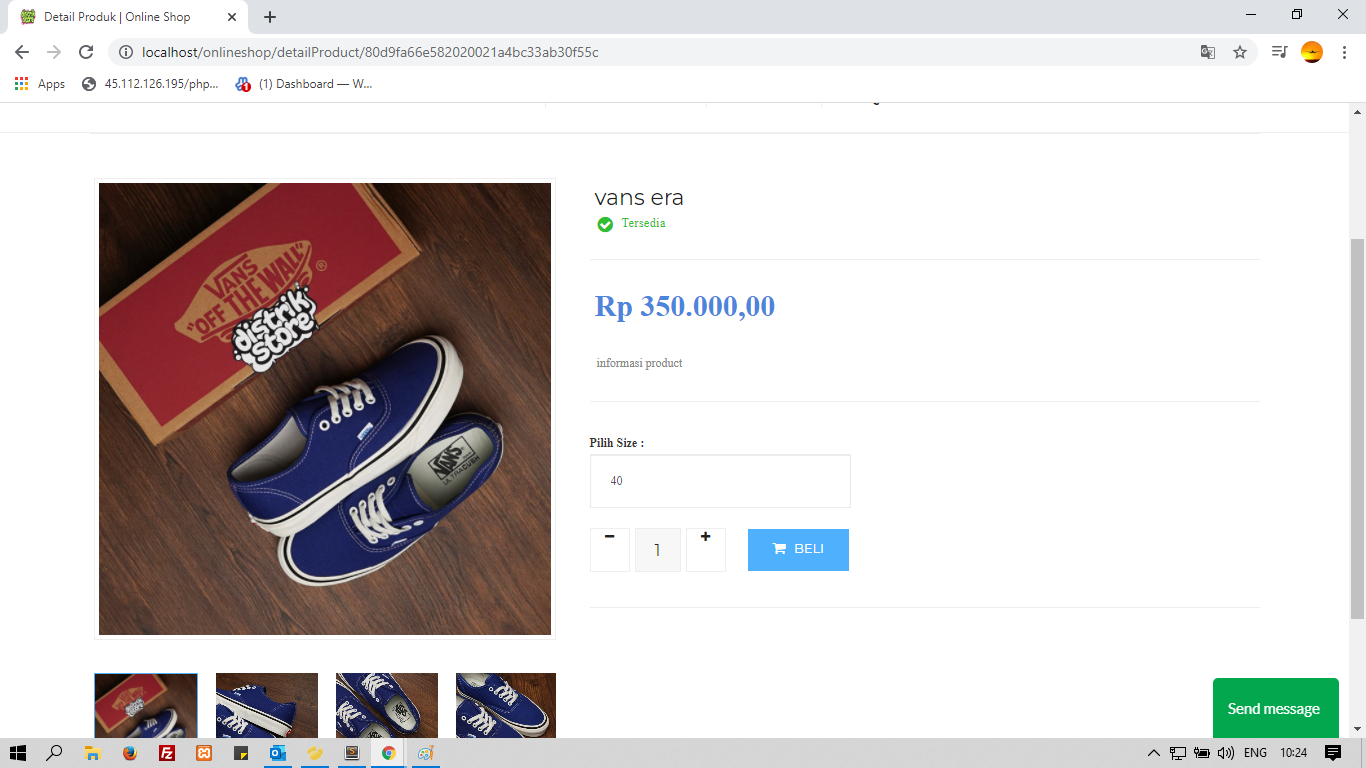 Detail Produk | Online Shop
localhost/onlineshop/detailProduct/80d9fa66e582020021a4bc33ab30f55c
Apps
45.112.126.195/php...
(1) Dashboard — W...
VANS
"OFF THE WALL"
distrik
store
VANS
ULTRACUSH
vans era
Tersedia
Rp 350.000,00
informasi product
Pilih Size :
40
1
BELI
Send message
ENG
10:24